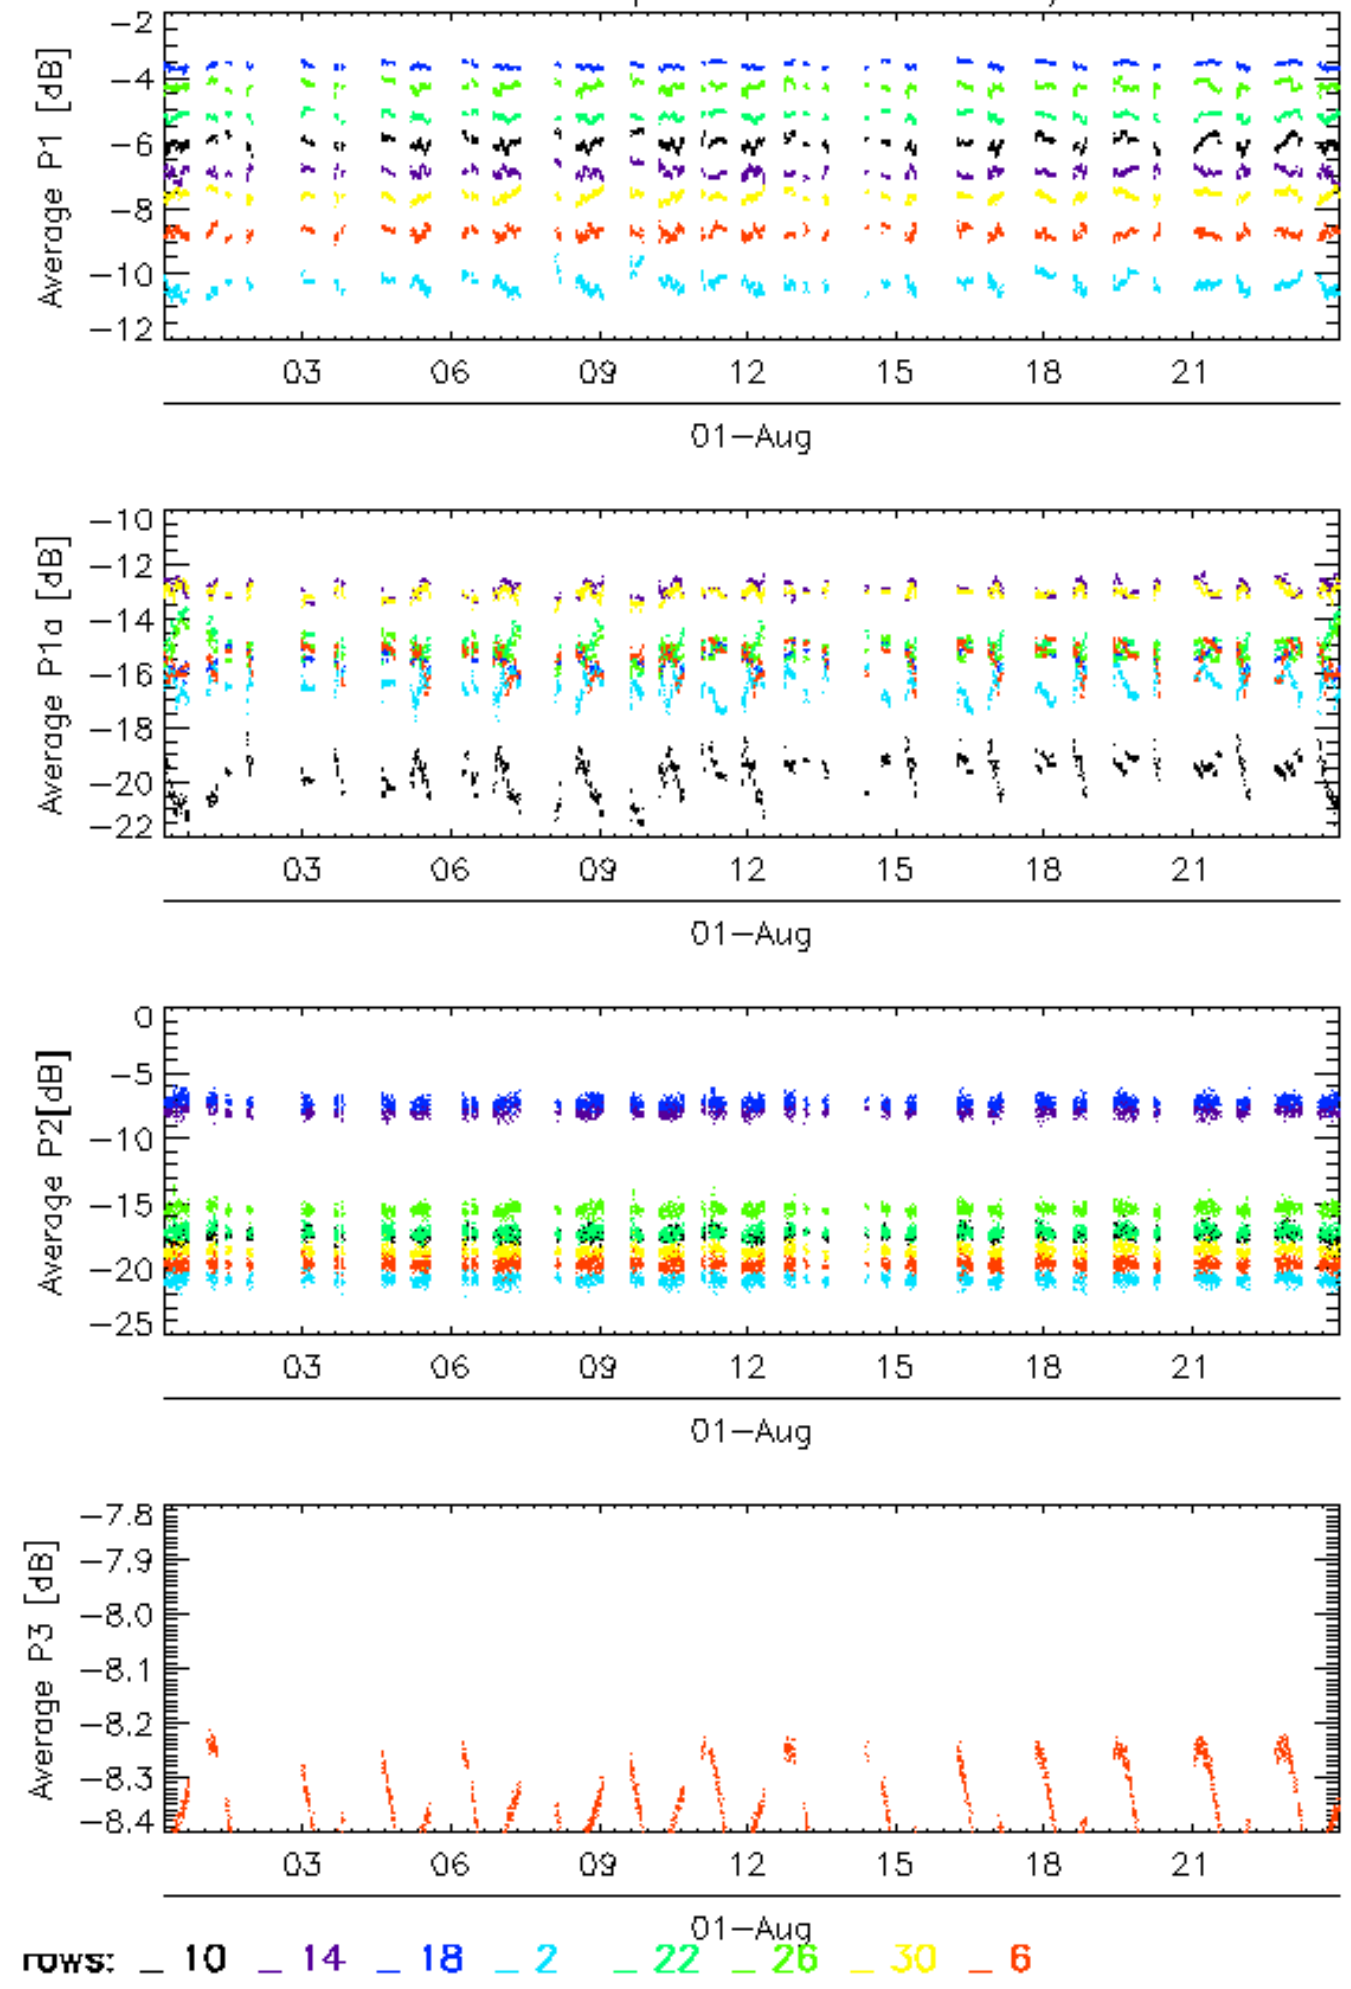 Average P1 [dB]
-2
-4
-6
-8
-10
-12
03 06 09 12 15 18 21
01-Aug
Average P1a [dB]
-10
-12
-14
-16
-18
-20
-22
03 06 09 12 15 18 21
01-Aug
Average P2[dB]
0
-5
-10
-15
-20
-25
03 06 09 12 15 18 21
01-Aug
Average P3 [dB]
-7.8
-7.9
-8.0
-8.1
-8.2
-8.3
-8.4
03 06 09 12 15 18 21
01-Aug
rows: _ 10 _ 14 _ 18 _ 2 _ 22 _ 26 _ 30 _ 6